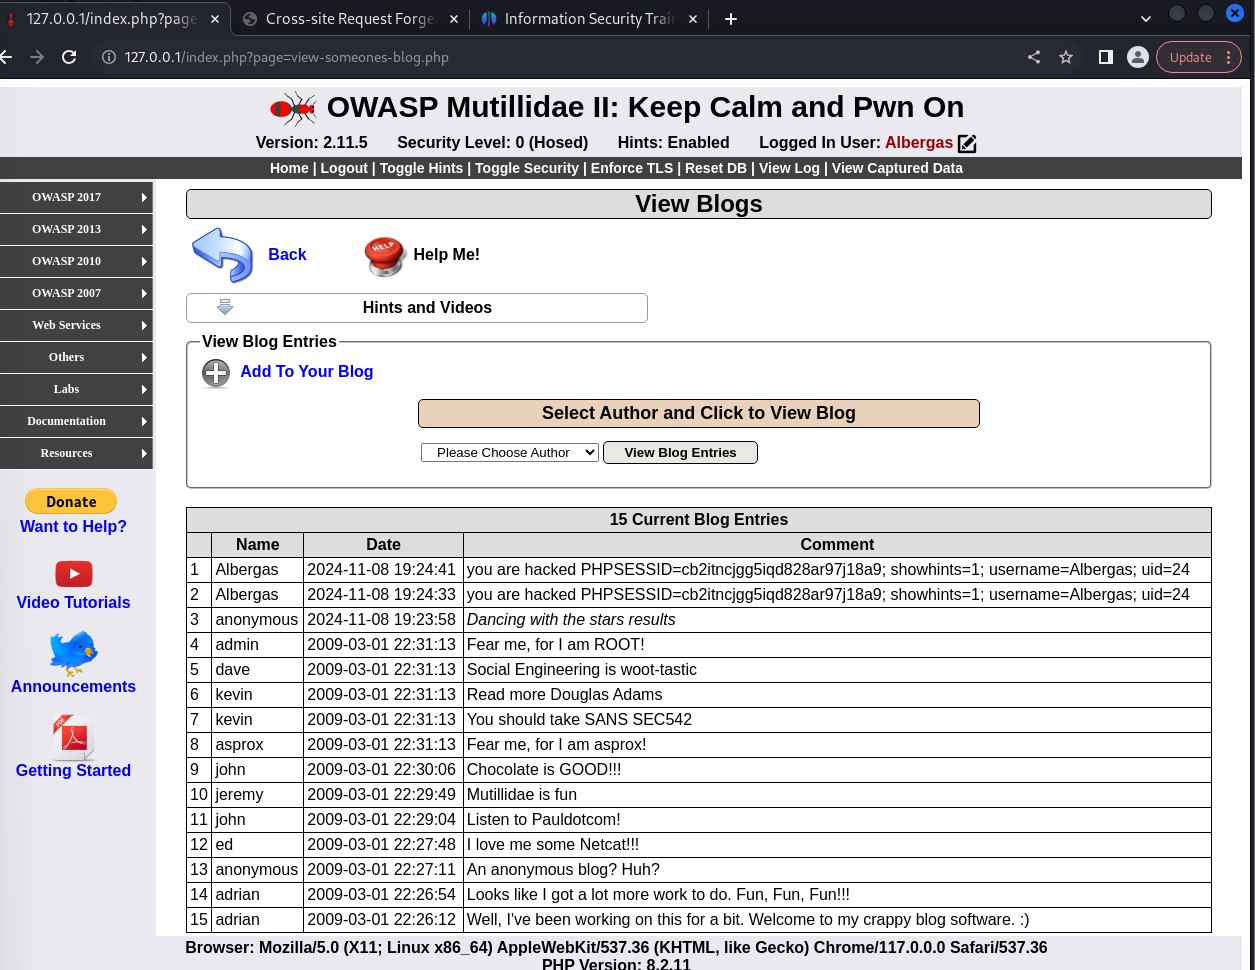 127.0.0.1/index.php?page
Cross-site Request Forge
Information Security Train
127.0.0.1/index.php?page=view-someones-blog.php
Update
OWASP Mutillidae II: Keep Calm and Pwn On
Version: 2.11.5 Security Level: 0 (Hosed) Hints: Enabled Logged In User: Albergas
Home | Logout | Toggle Hints | Toggle Security | Enforce TLS | Reset DB | View Log | View Captured Data
OWASP 2017
OWASP 2013
OWASP 2010
OWASP 2007
Web Services
Others
Labs
Documentation
Resources
Donate
Want to Help?
Video Tutorials
Announcements
PDF
Getting Started
View Blogs
Back
HELP
Help Me!
Hints and Videos
View Blog Entries
Add To Your Blog
Select Author and Click to View Blog
Please Choose Author View Blog Entries
15 Current Blog Entries
Name Date Comment
1 Albergas 2024-11-08 19:24:41 you are hacked PHPSESSID=cb2itncjgg5iqd828ar97j18a9; showhints=1; username=Albergas; uid=24
2 Albergas 2024-11-08 19:24:33 you are hacked PHPSESSID=cb2itncjgg5iqd828ar97j18a9; showhints=1; username=Albergas; uid=24
3 anonymous 2024-11-08 19:23:58 Dancing with the stars results
4 admin 2009-03-01 22:31:13 Fear me, for I am ROOT!
5 dave 2009-03-01 22:31:13 Social Engineering is woot-tastic
6 kevin 2009-03-01 22:31:13 Read more Douglas Adams
7 kevin 2009-03-01 22:31:13 You should take SANS SEC542
8 asprox 2009-03-01 22:31:13 Fear me, for I am asprox!
9 john 2009-03-01 22:30:06 Chocolate is GOOD!!!
10 jeremy 2009-03-01 22:29:49 Mutillidae is fun
11 john 2009-03-01 22:29:04 Listen to Pauldotcom!
12 ed 2009-03-01 22:27:48 I love me some Netcat!!!
13 anonymous 2009-03-01 22:27:11 An anonymous blog? Huh?
14 adrian 2009-03-01 22:26:54 Looks like I got a lot more work to do. Fun, Fun, Fun!!!
15 adrian 2009-03-01 22:26:12 Well, I've been working on this for a bit. Welcome to my crappy blog software. :)
Browser: Mozilla/5.0 (X11; Linux x86_64) AppleWebKit/537.36 (KHTML, like Gecko) Chrome/117.0.0.0 Safari/537.36
PHP Version: 8.2.11